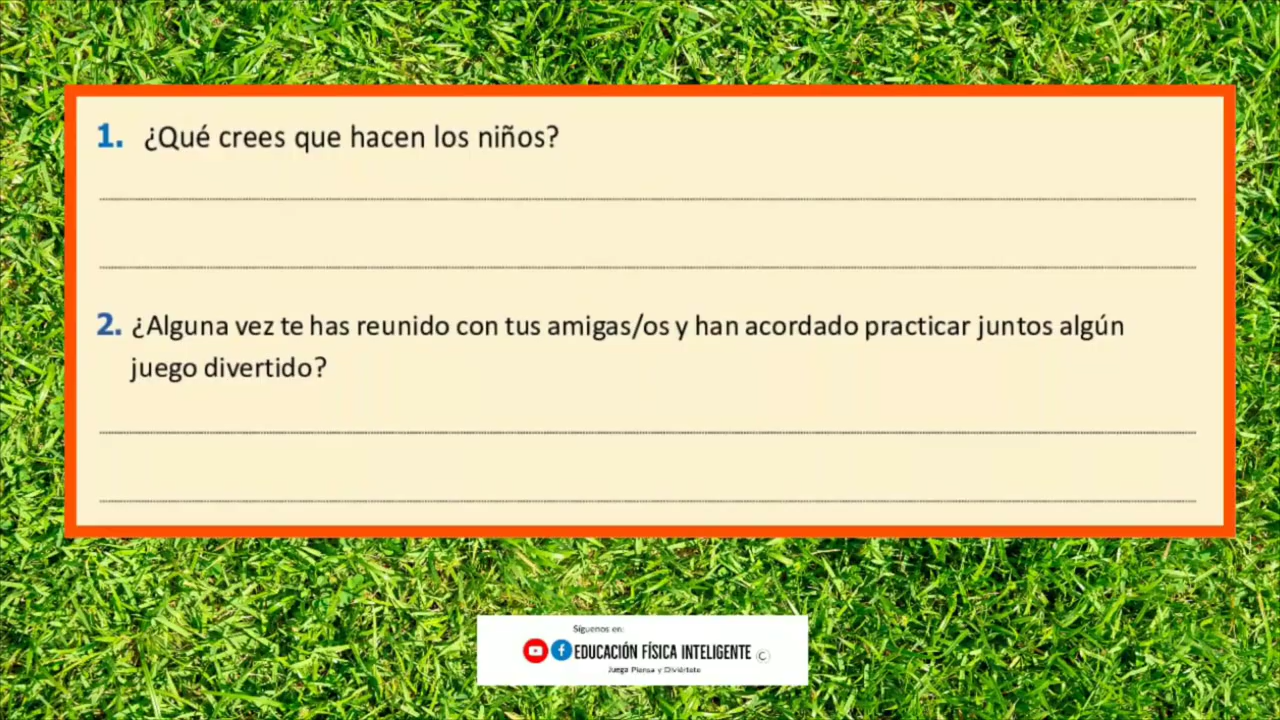 1. ¿Qué crees que hacen los niños?
2. ¿Alguna vez te has reunido con tus amigas/os y han acordado practicar juntos algún
juego divertido?
Síguenos en:
EDUCACIÓN FÍSICA INTELIGENTE ©
Juega Piensa y Diviértete